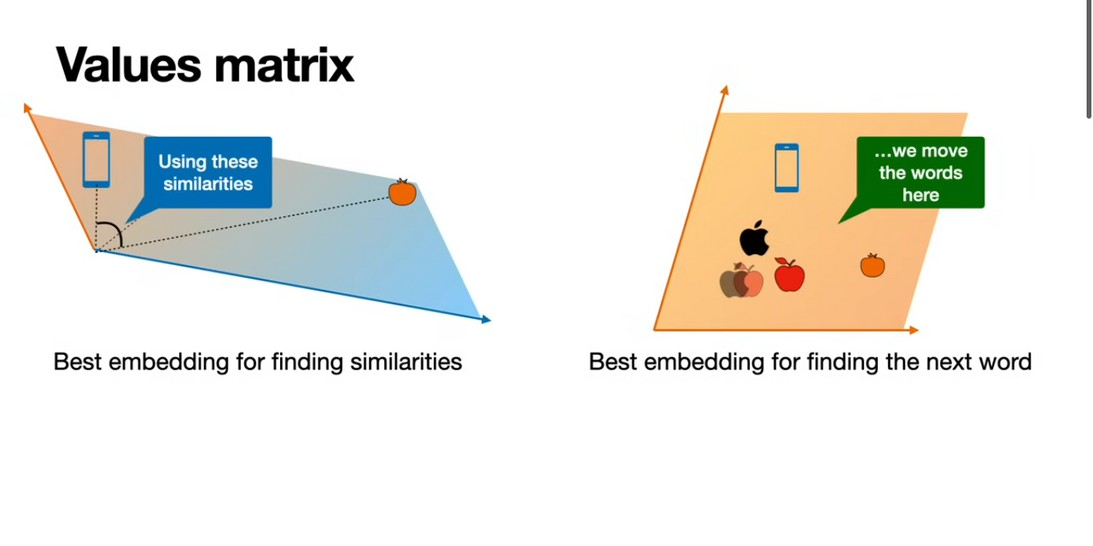 Values matrix
Using these
similarities
...we move
the words
here
Best embedding for finding similarities
Best embedding for finding the next word